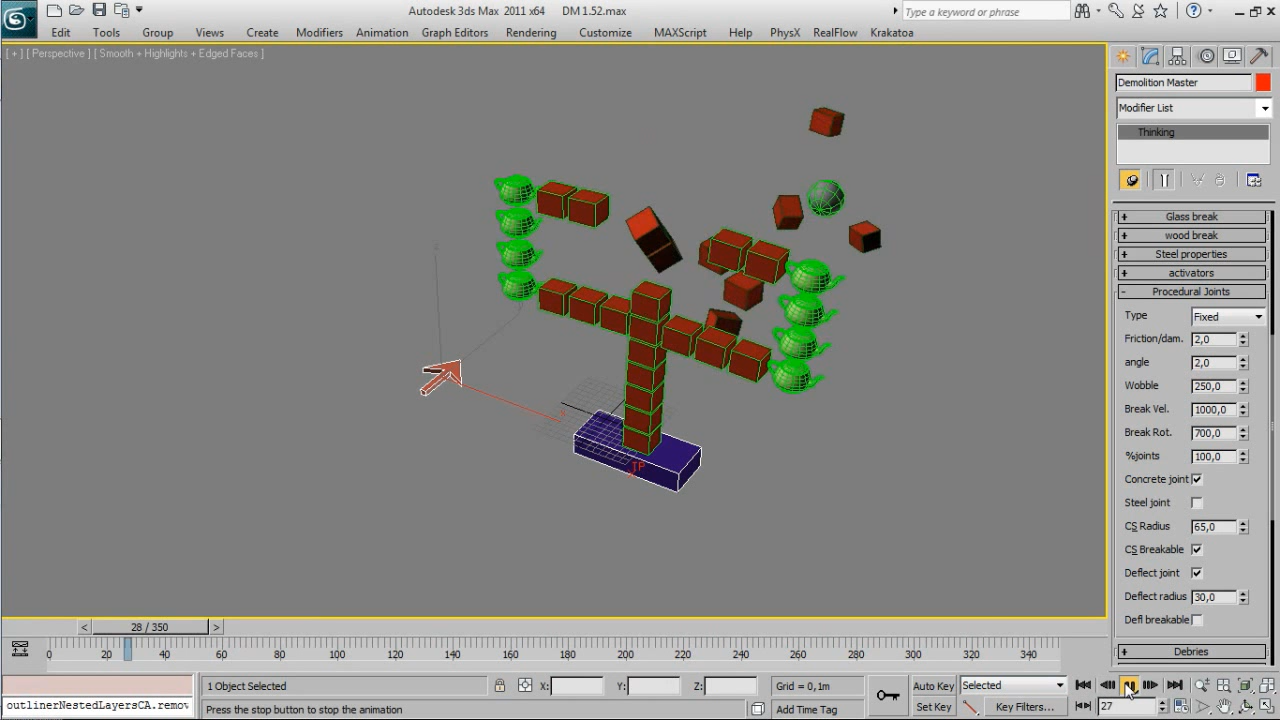 Autodesk 3ds Max 2011 x64 DM 1.52.max
Type a keyword or phrase
Edit Tools Group Views Create Modifiers Animation Graph Editors Rendering Customize MAXScript Help PhysX RealFlow Krakatoa
[ + ] [ Perspective ] [ Smooth + Highlights + Edged Faces ]
Demolition Master
Modifier List
Thinking
+ Glass break
+ wood break
+ Steel properties
+ activators
- Procedural Joints
Type Fixed
Friction/dam. 2,0
angle 2,0
Wobble 250,0
Break Vel. 1000,0
Break Rot. 700,0
%joints 100,0
Concrete joint
Steel joint
CS Radius 65,0
CS Breakable
Deflect joint
Deflect radius 30,0
Defl breakable
+ Debries
z
x
TP
< 28 / 350 >
0 20 40 60 80 100 120 140 160 180 200 220 240 260 280 300 320 340
1 Object Selected X: Y: Z: Grid = 0,1m Auto Key Selected
outlinerNestedLayersCA.remov Press the stop button to stop the animation Add Time Tag Set Key Key Filters... 27